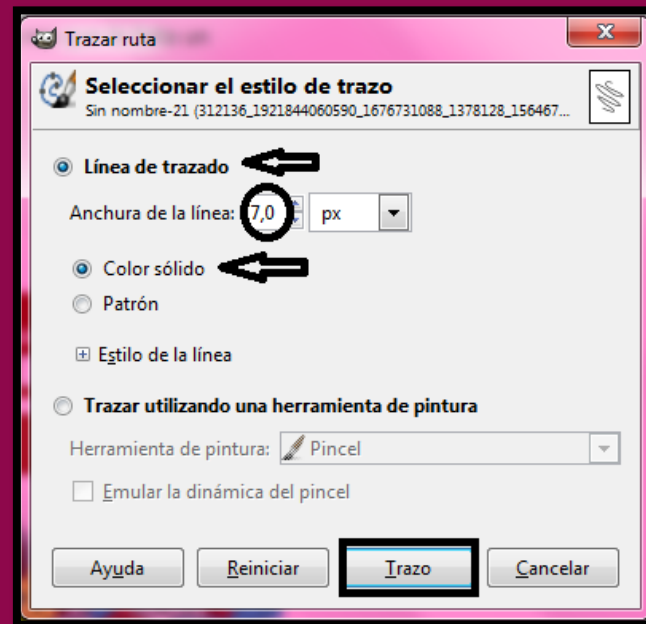 Trazar ruta
Seleccionar el estilo de trazo
Sin nombre-21 (312136_1921844060590_1676731088_1378128_156467...
Línea de trazado
Anchura de la línea: 7,0 px
Color sólido
Patrón
Estilo de la línea
Trazar utilizando una herramienta de pintura
Herramienta de pintura: Pincel
Emular la dinámica del pincel
Ayuda Reiniciar Trazo Cancelar